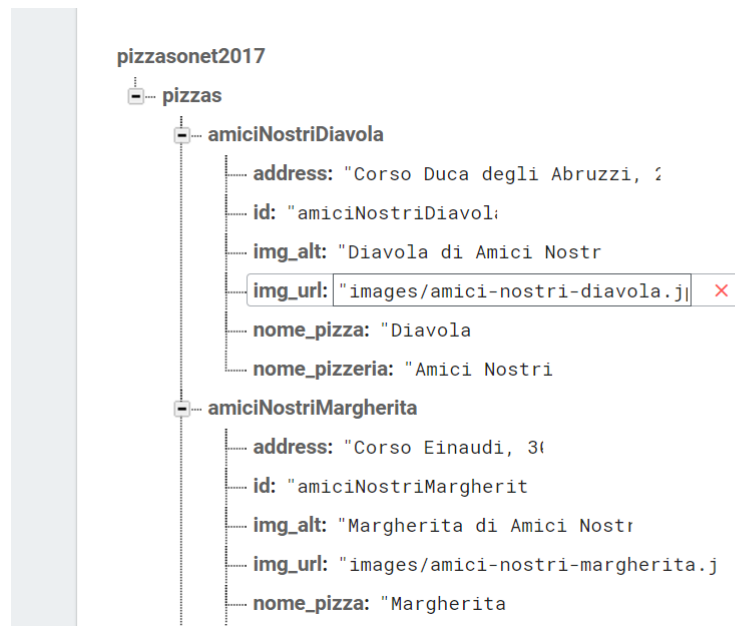 pizzasonet2017
pizzas
amiciNostriDiavola
address: "Corso Duca degli Abruzzi,
id: "amiciNostriDiavola
img_alt: "Diavola di Amici Nostr
img_url: "images/amici-nostri-diavola.j
nome_pizza: "Diavola
nome_pizzeria: "Amici Nostri
amiciNostriMargherita
address: "Corso Einaudi, 3
id: "amiciNostriMargherit
img_alt: "Margherita di Amici Nostr
img_url: "images/amici-nostri-margherita.j
nome_pizza: "Margherita